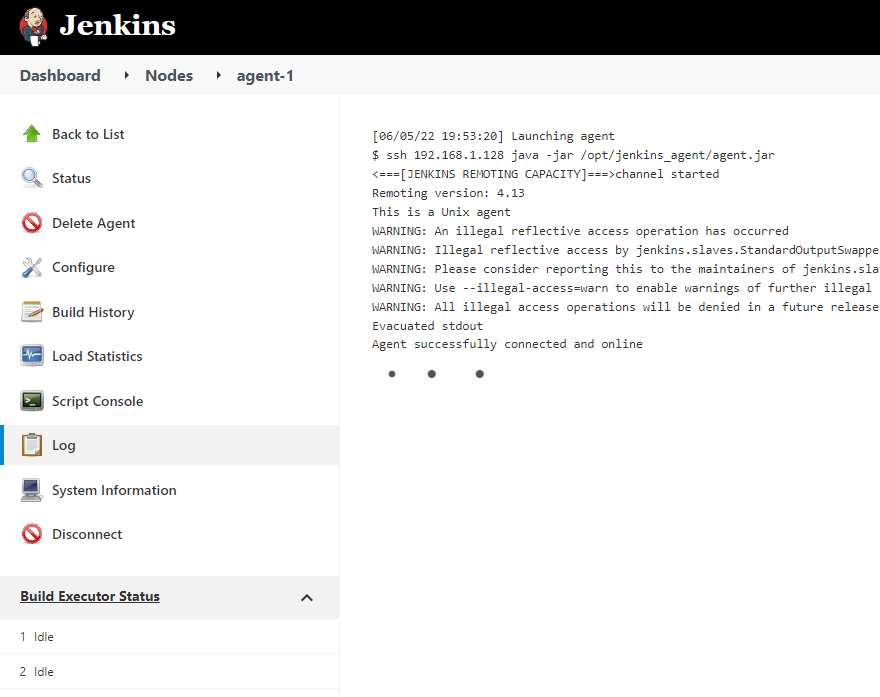 Jenkins
Dashboard Nodes agent-1
Back to List
Status
Delete Agent
Configure
Build History
Load Statistics
Script Console
Log
System Information
Disconnect
Build Executor Status
1 Idle
2 Idle
[06/05/22 19:53:20] Launching agent
$ ssh 192.168.1.128 java -jar /opt/jenkins_agent/agent.jar
<===[JENKINS REMOTING CAPACITY]===>channel started
Remoting version: 4.13
This is a Unix agent
WARNING: An illegal reflective access operation has occurred
WARNING: Illegal reflective access by jenkins.slaves.StandardOutputSwappe
WARNING: Please consider reporting this to the maintainers of jenkins.sla
WARNING: Use --illegal-access=warn to enable warnings of further illegal
WARNING: All illegal access operations will be denied in a future release
Evacuated stdout
Agent successfully connected and online